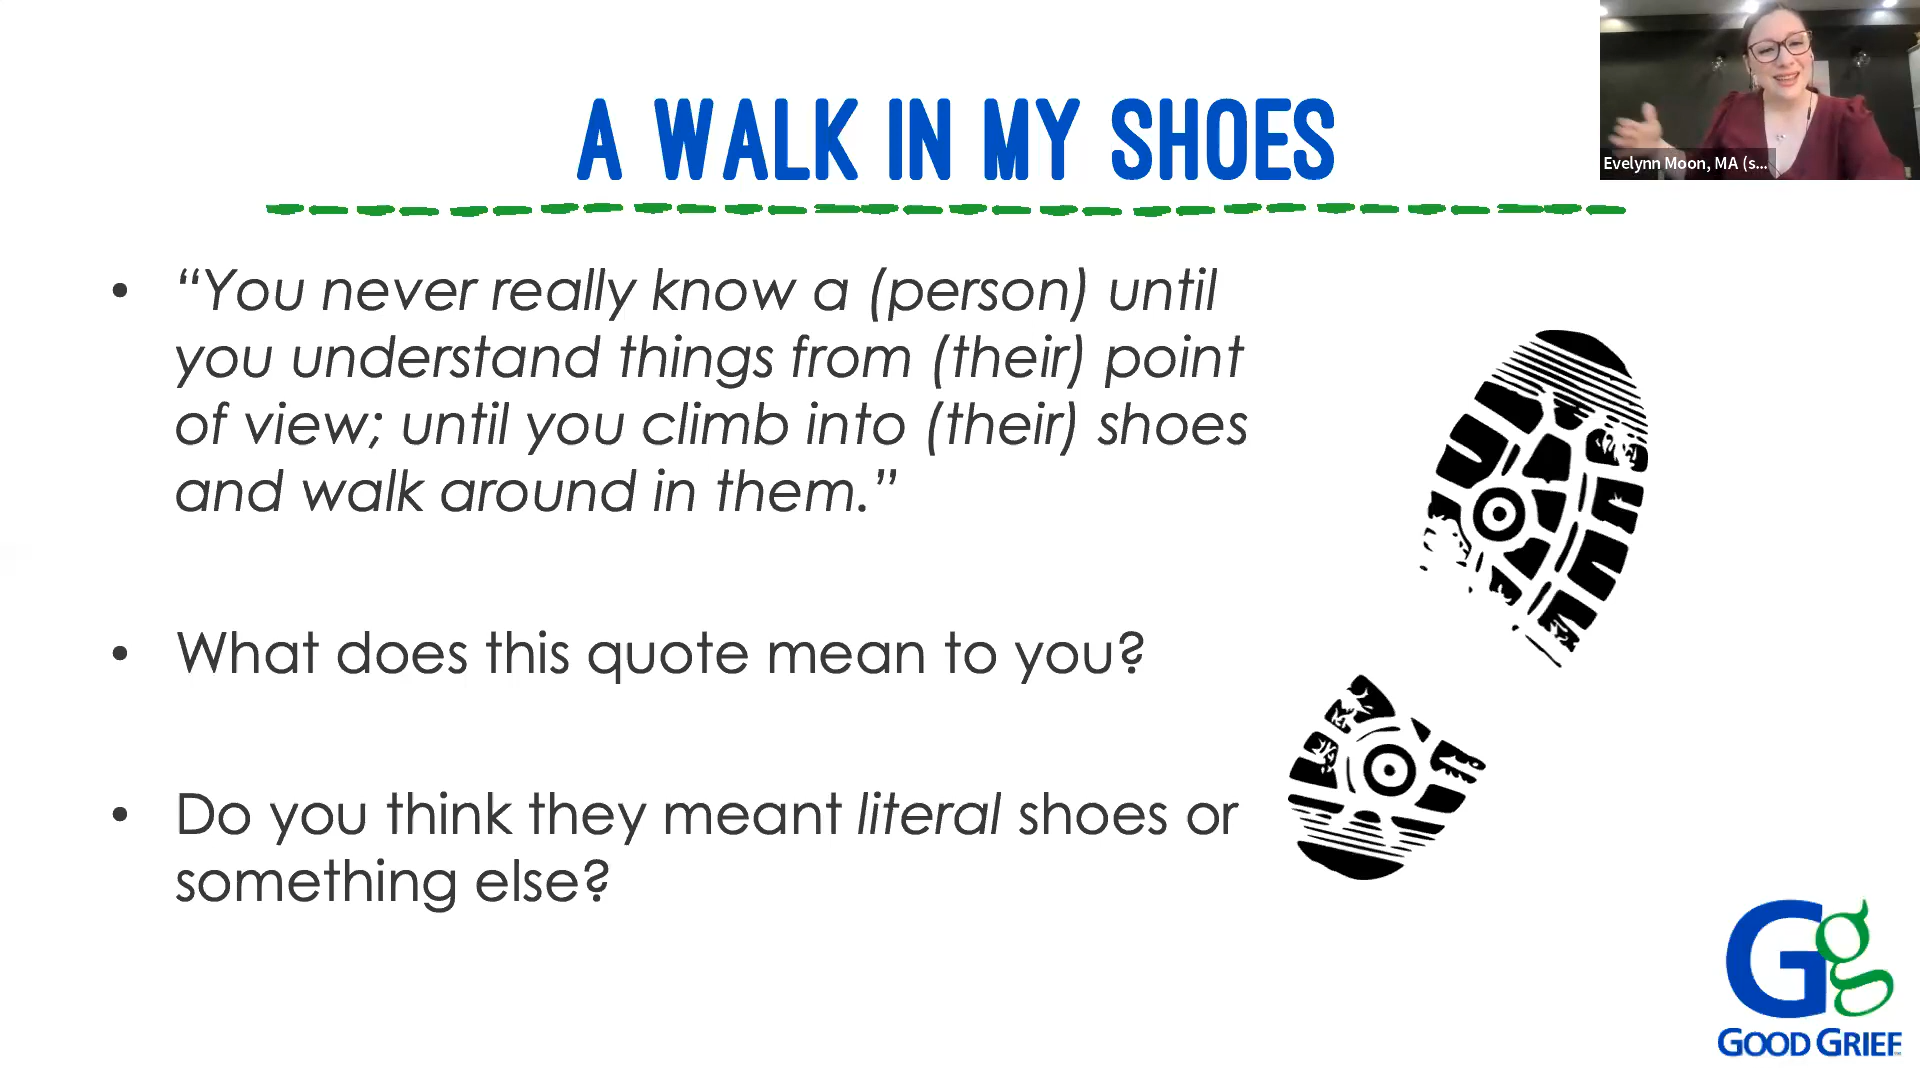 A WALK IN MY SHOES
Evelynn Moon, MA (s...
• “You never really know a (person) until
you understand things from (their) point
of view; until you climb into (their) shoes
and walk around in them.”
• What does this quote mean to you?
• Do you think they meant literal shoes or
something else?
Gg
GOOD GRIEF